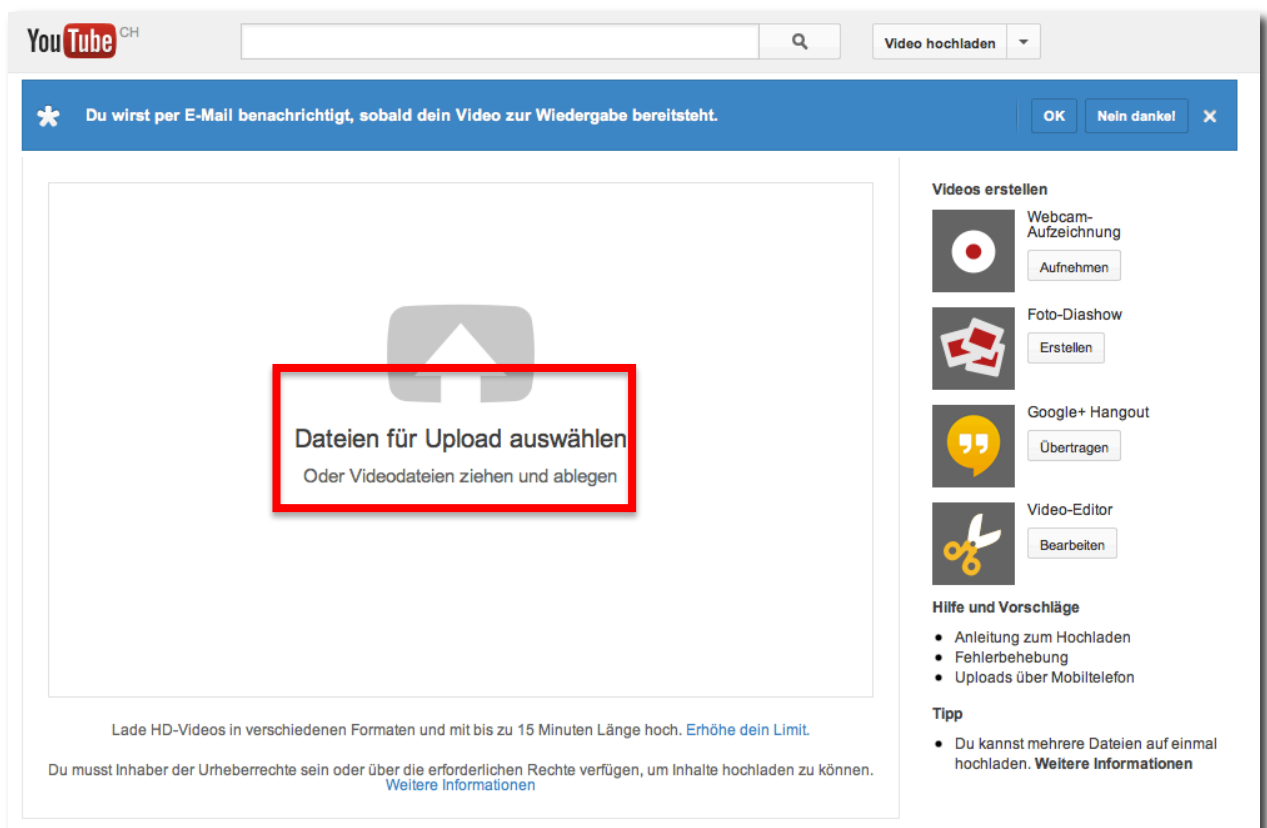 YouTube CH
Video hochladen
Du wirst per E-Mail benachrichtigt, sobald dein Video zur Wiedergabe bereitsteht.
OK
Nein danke!
Dateien für Upload auswählen
Oder Videodateien ziehen und ablegen
Lade HD-Videos in verschiedenen Formaten und mit bis zu 15 Minuten Länge hoch. Erhöhe dein Limit.
Du musst Inhaber der Urheberrechte sein oder über die erforderlichen Rechte verfügen, um Inhalte hochladen zu können.
Weitere Informationen
Videos erstellen
Webcam-
Aufzeichnung
Aufnehmen
Foto-Diashow
Erstellen
Google+ Hangout
Übertragen
Video-Editor
Bearbeiten
Hilfe und Vorschläge
Anleitung zum Hochladen
Fehlerbehebung
Uploads über Mobiltelefon
Tipp
Du kannst mehrere Dateien auf einmal
hochladen. Weitere Informationen